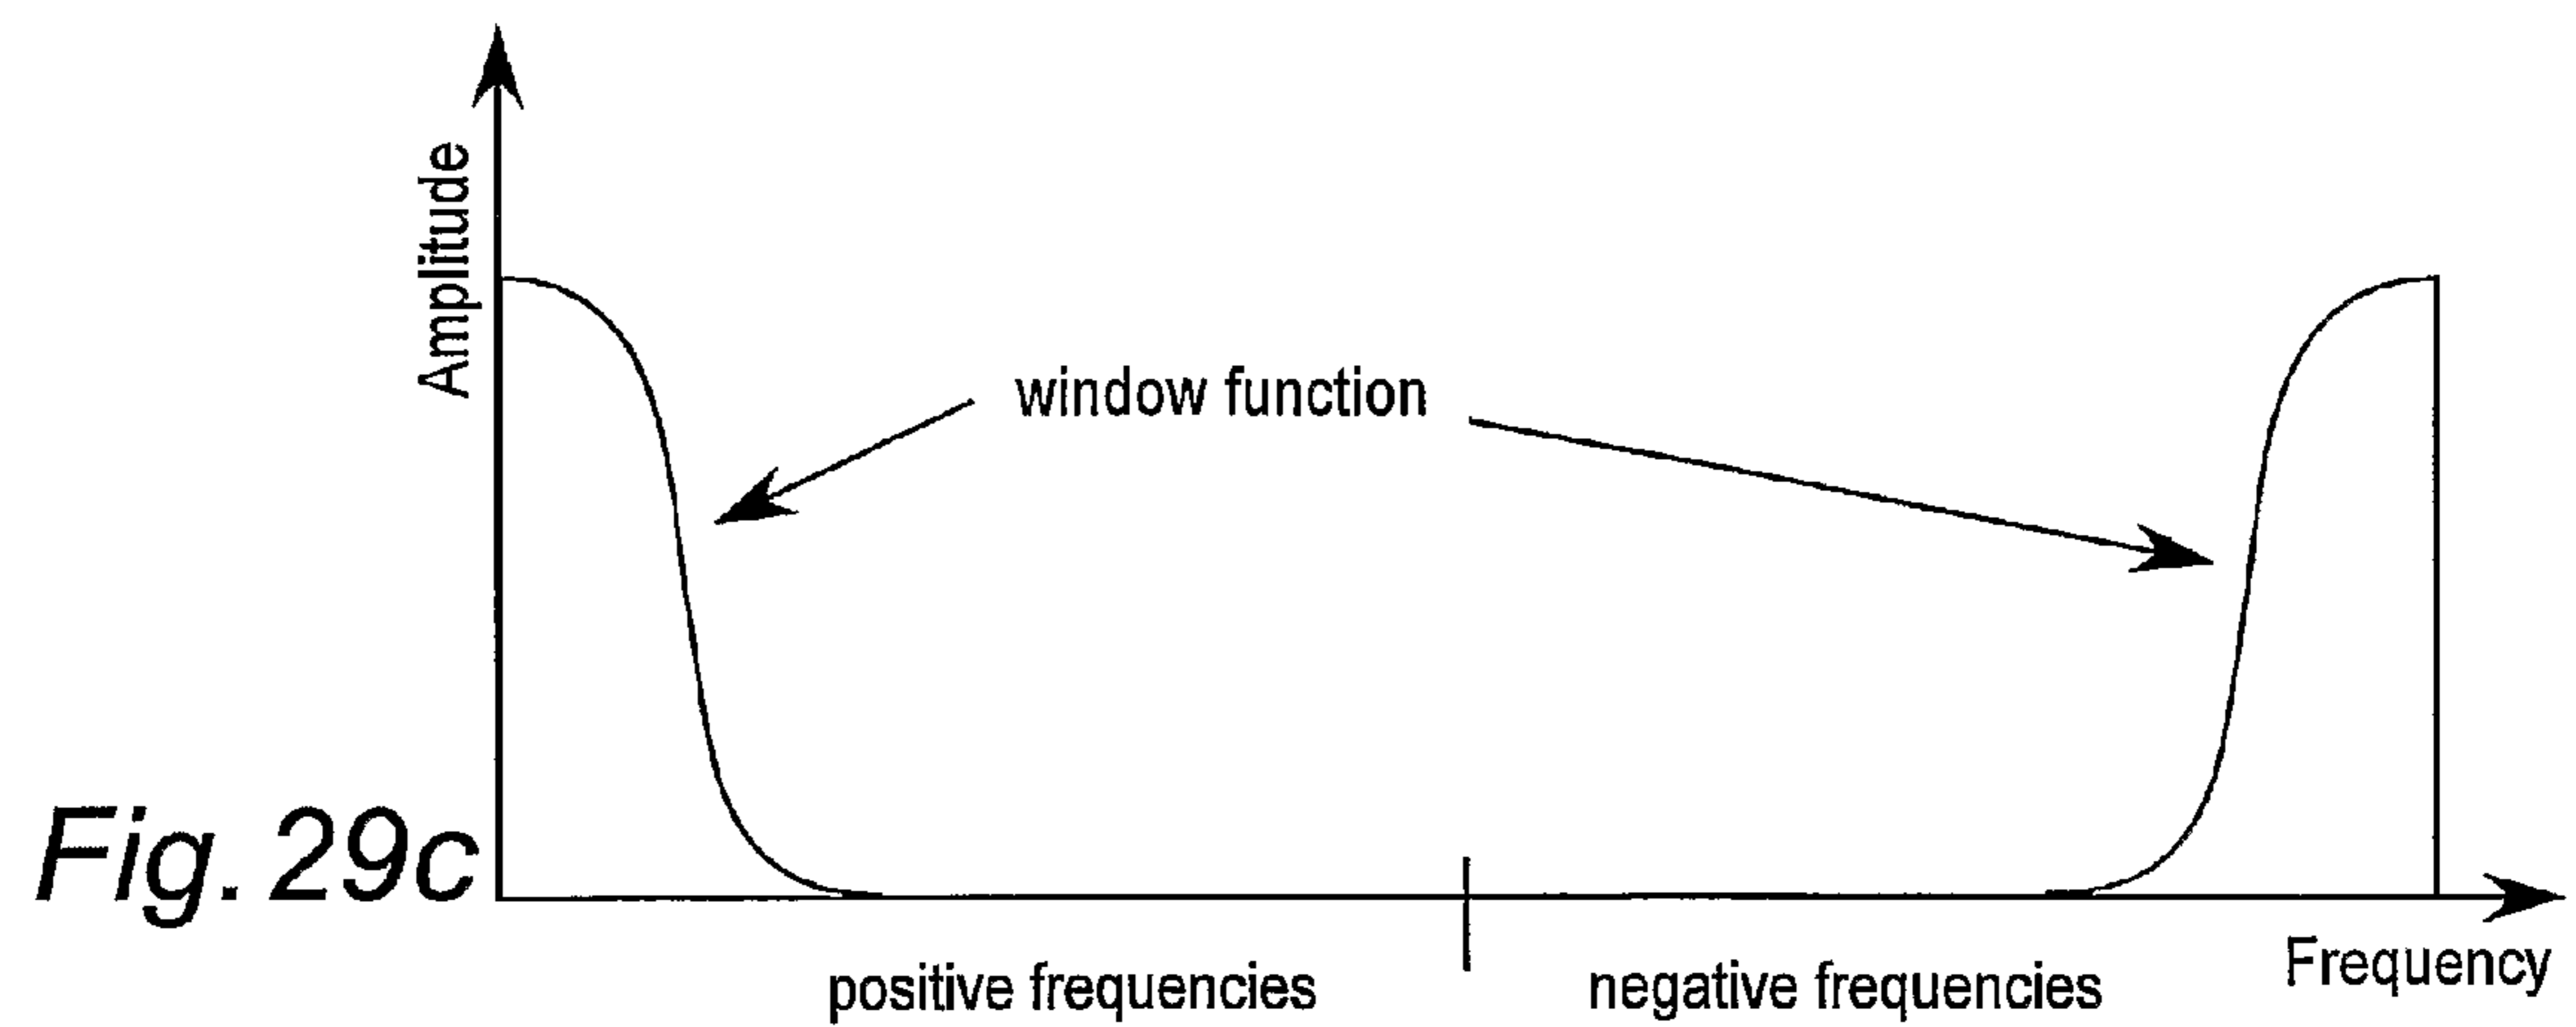 Amplitude
window function
Fig. 29c
positive frequencies
negative frequencies
Frequency